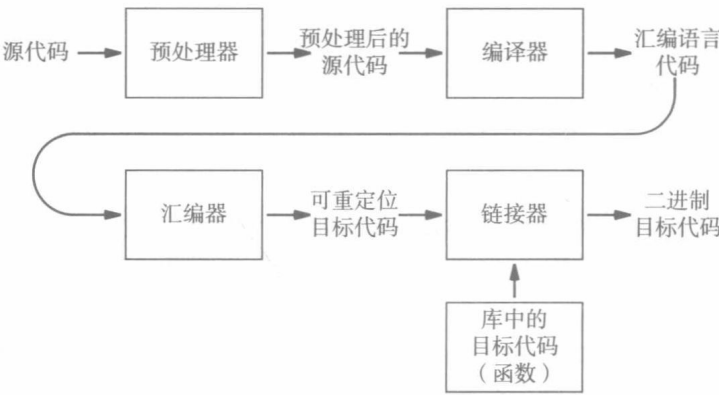 源代码
预处理器
预处理后的
源代码
编译器
汇编语言
代码
汇编器
可重定位
目标代码
链接器
二进制
目标代码
库中的
目标代码
（函数）